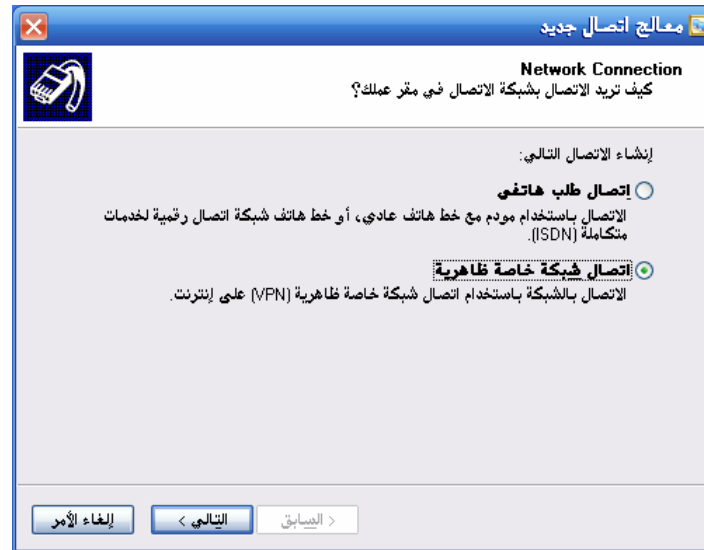 معالج اتصال جديد
Network Connection
كيف تريد الاتصال بشبكة الاتصال في مقر عملك؟
إنشاء الاتصال التالي:
اتصال طلب هاتفي
الاتصال باستخدام مودم مع خط هاتف عادي، أو خط هاتف شبكة اتصال رقمية لخدمات
متكاملة (ISDN).
اتصال شبكة خاصة ظاهرية
الاتصال بالشبكة باستخدام اتصال شبكة خاصة ظاهرية (VPN) على إنترنت.
< السابق
التالي >
إلغاء الأمر